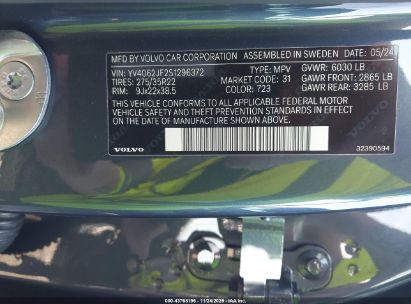 MFD BY VOLVO CAR CORPORATION ASSEMBLED IN SWEDEN 05/24
VIN: YV4062JF2S1296372 TYPE: MPV GVWR: 6030 LB
TIRES: 275/35R22 MARKET CODE: 31 GAWR FRONT: 2865 LB
RIM: 9Jx22x38.5 COLOR: 723 GAWR REAR: 3285 LB
THIS VEHICLE CONFORMS TO ALL APPLICABLE FEDERAL MOTOR
VEHICLE SAFETY AND THEFT PREVENTION STANDARDS IN EFFECT
ON THE DATE OF MANUFACTURE SHOWN ABOVE.
VOLVO
32390594